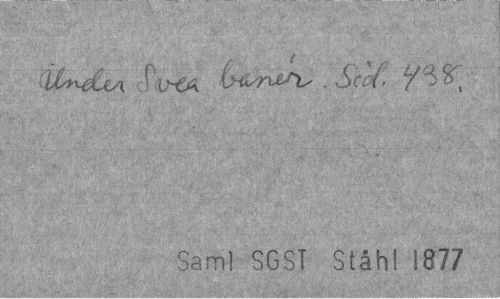 Under Svea banér. Sid. 438.
Saml SGST Ståhl 1877